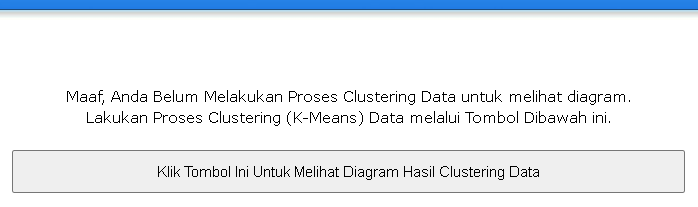 Maaf, Anda Belum Melakukan Proses Clustering Data untuk melihat diagram.
Lakukan Proses Clustering (K-Means) Data melalui Tombol Dibawah ini.
Klik Tombol Ini Untuk Melihat Diagram Hasil Clustering Data